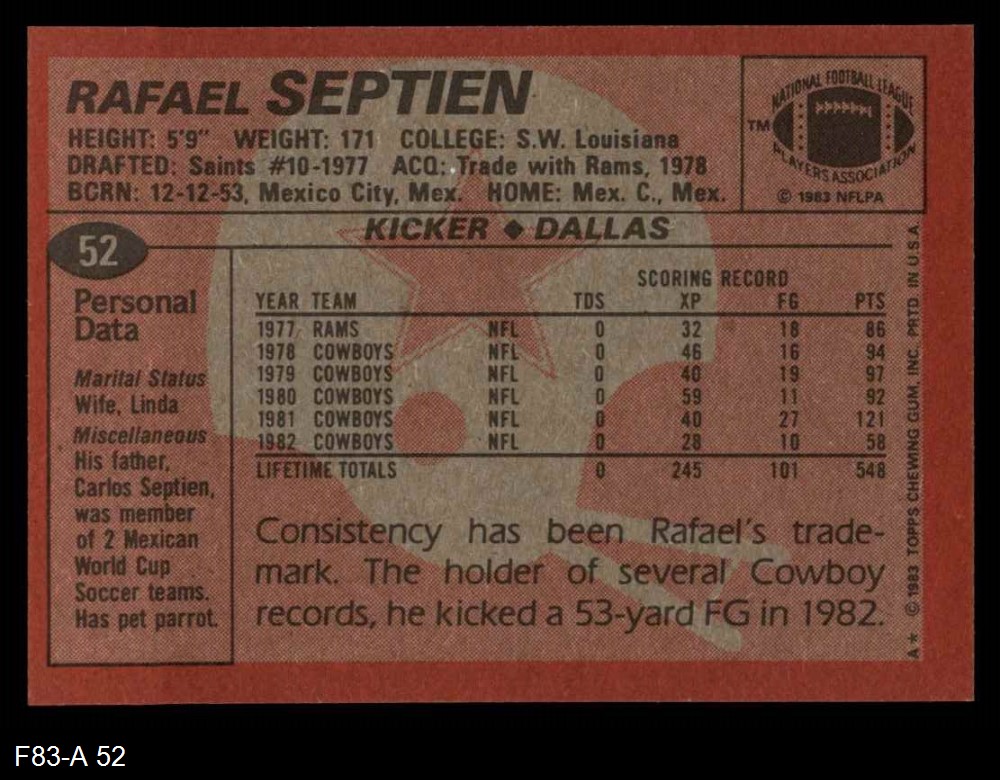 RAFAEL SEPTIEN
HEIGHT: 5'9" WEIGHT: 171 COLLEGE: S.W. Louisiana
DRAFTED: Saints #10-1977 ACQ: Trade with Rams, 1978
BORN: 12-12-53, Mexico City, Mex. HOME: Mex. C., Mex.
NATIONAL FOOTBALL LEAGUE
TM
PLAYERS ASSOCIATION
© 1983 NFLPA
KICKER ◆ DALLAS
52
Personal
Data
Marital Status
Wife, Linda
Miscellaneous
His father,
Carlos Septien,
was member
of 2 Mexican
World Cup
Soccer teams.
Has pet parrot.
SCORING RECORD
YEAR TEAM TDS XP FG PTS
1977 RAMS NFL 0 32 18 86
1978 COWBOYS NFL 0 46 16 94
1979 COWBOYS NFL 0 40 19 97
1980 COWBOYS NFL 0 59 11 92
1981 COWBOYS NFL 0 40 27 121
1982 COWBOYS NFL 0 28 10 58
LIFETIME TOTALS 0 245 101 548
Consistency has been Rafael's trade-
mark. The holder of several Cowboy
records, he kicked a 53-yard FG in 1982.
A* © 1983 TOPPS CHEWING GUM, INC. PRTD. IN U.S.A.
F83-A 52